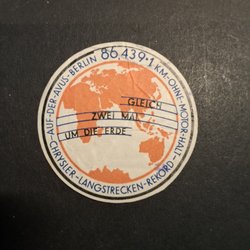 AUF-DER-AVUS-BERLIN 86,439.1 KM-OHNE-MOTOR-HALT-
CHRYSLER-LANGSTRECKEN-REKORD-
GLEICH
ZWEI MAL
UM DIE ERDE